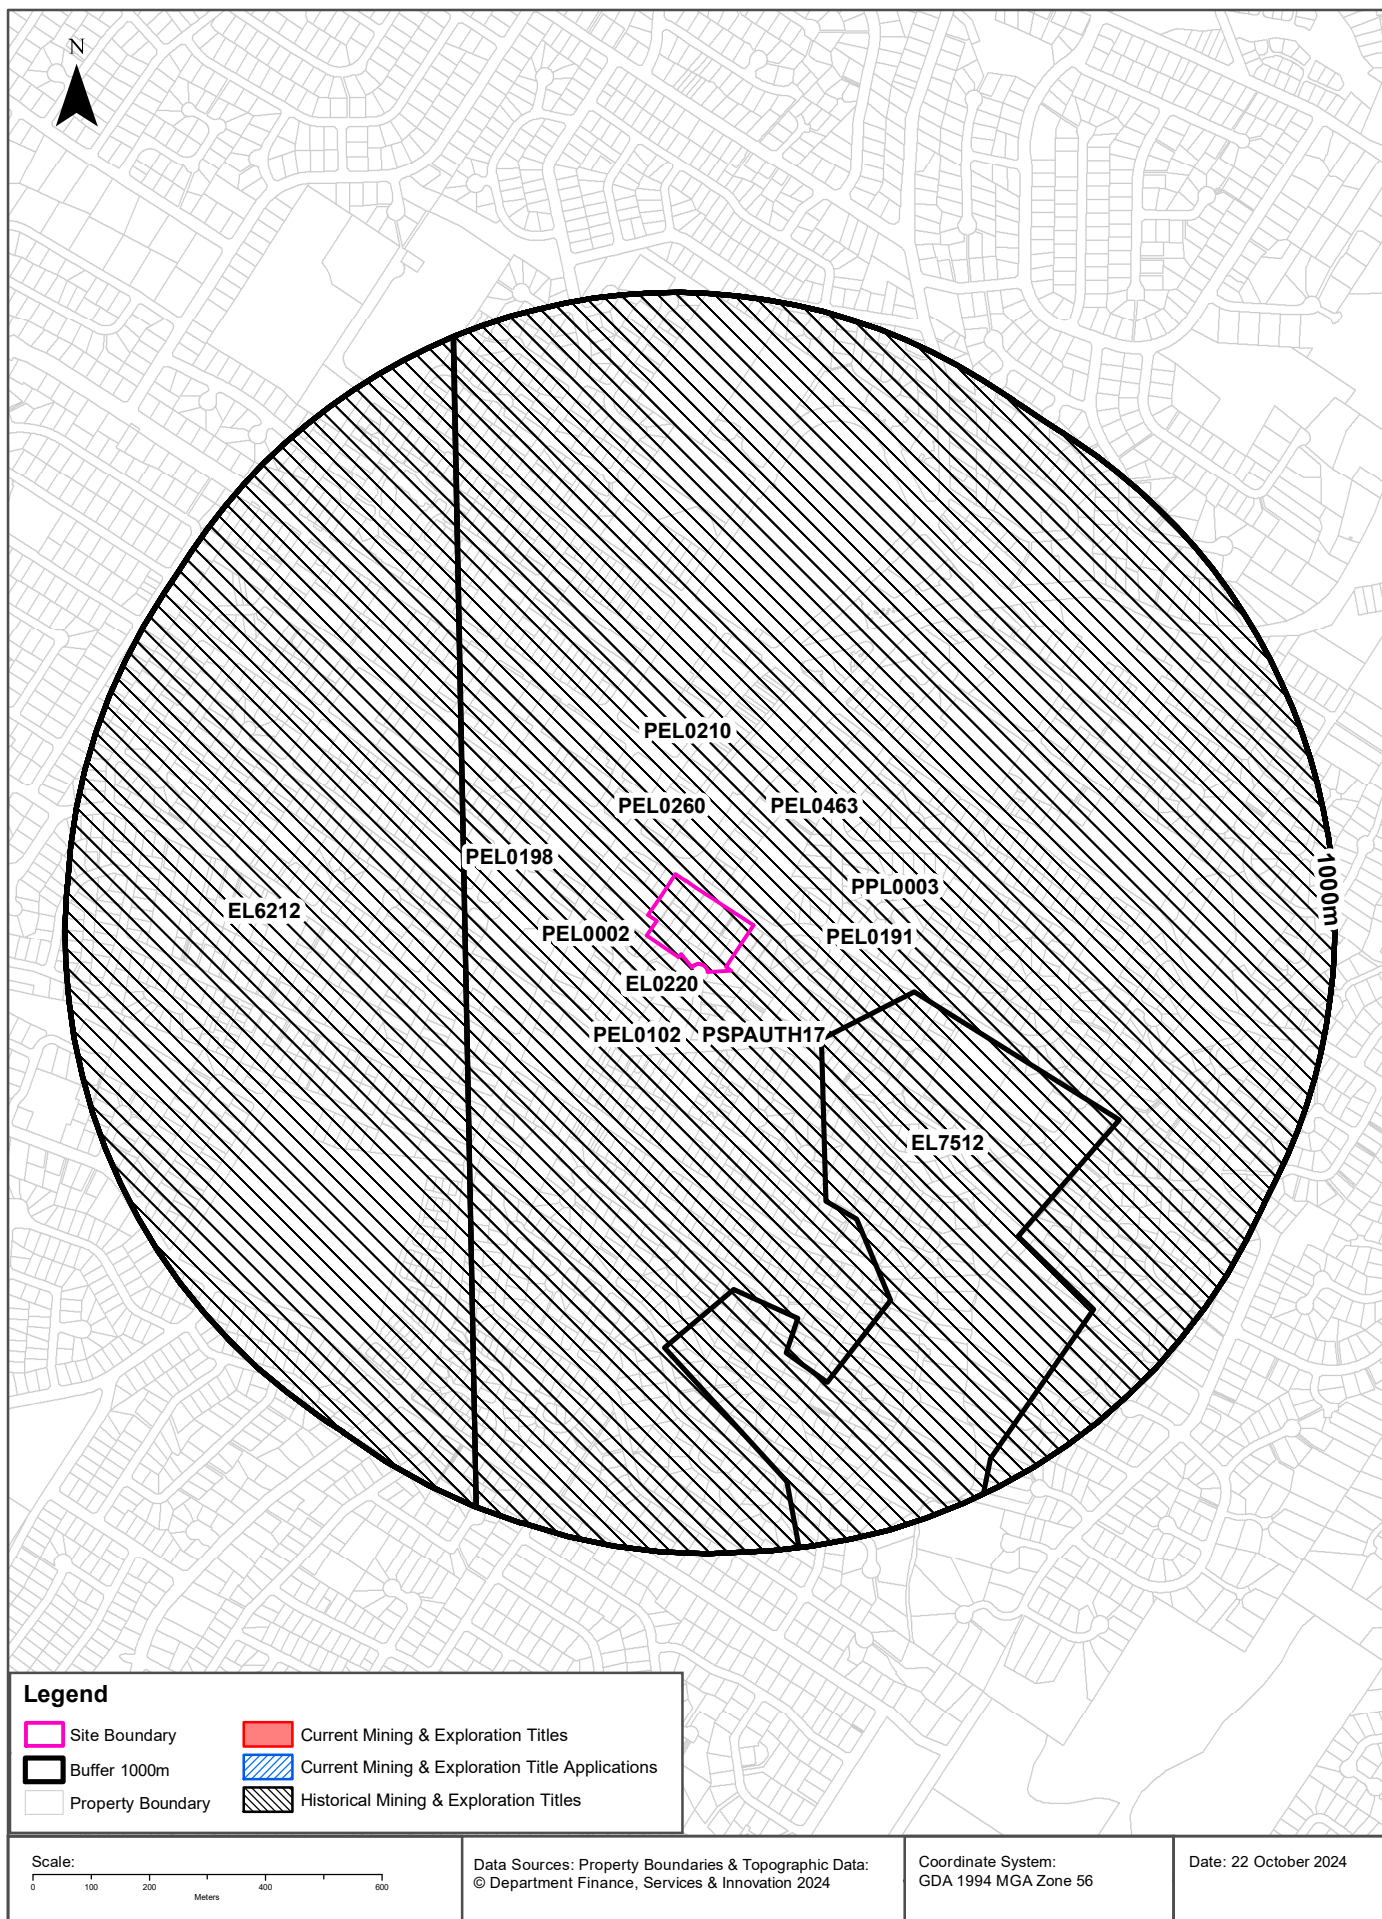 N
1000m
PEL0210
PEL0260
PEL0463
PEL0198
PPL0003
EL6212
PEL0002
PEL0191
EL0220
PEL0102
PSPAUTH17
EL7512
Legend
Site Boundary
Buffer 1000m
Property Boundary
Current Mining & Exploration Titles
Current Mining & Exploration Title Applications
Historical Mining & Exploration Titles
Scale:
0 100 200 400 600
Meters
Data Sources: Property Boundaries & Topographic Data:
© Department Finance, Services & Innovation 2024
Coordinate System:
GDA 1994 MGA Zone 56
Date: 22 October 2024